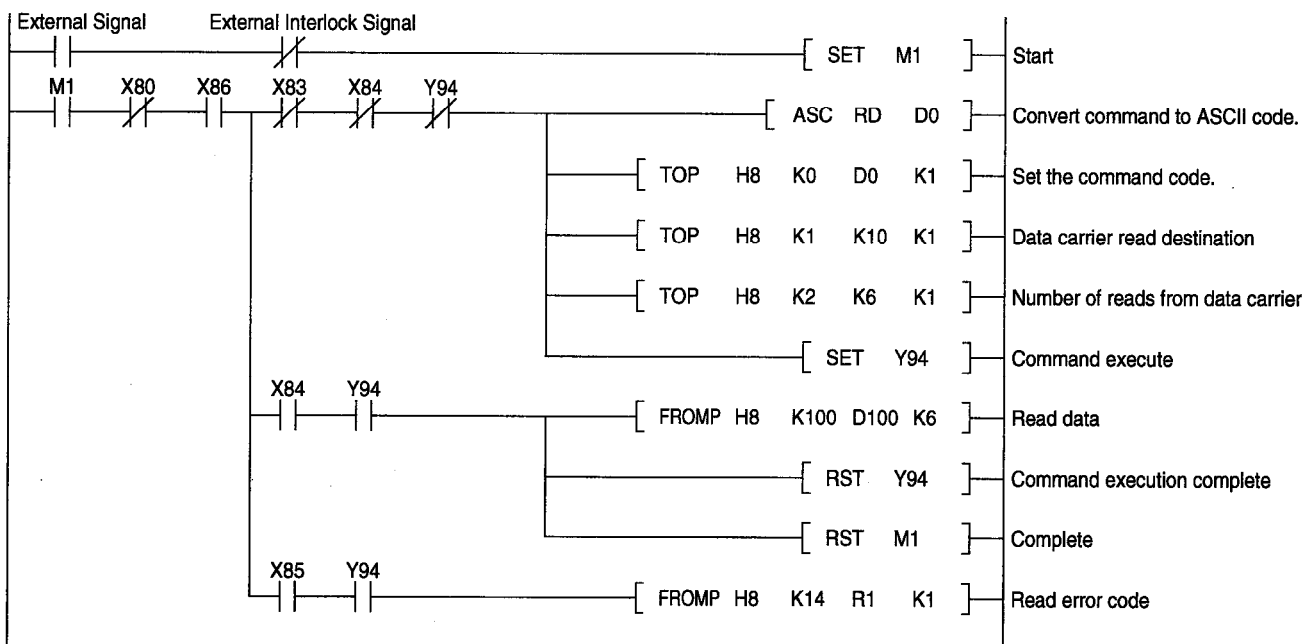 External Signal External Interlock Signal
SET M1 Start
M1 X80 X86 X83 X84 Y94
ASC RD D0 Convert command to ASCII code.
TOP H8 K0 D0 K1 Set the command code.
TOP H8 K1 K10 K1 Data carrier read destination
TOP H8 K2 K6 K1 Number of reads from data carrier
SET Y94 Command execute
X84 Y94
FROMP H8 K100 D100 K6 Read data
RST Y94 Command execution complete
RST M1 Complete
X85 Y94
FROMP H8 K14 R1 K1 Read error code